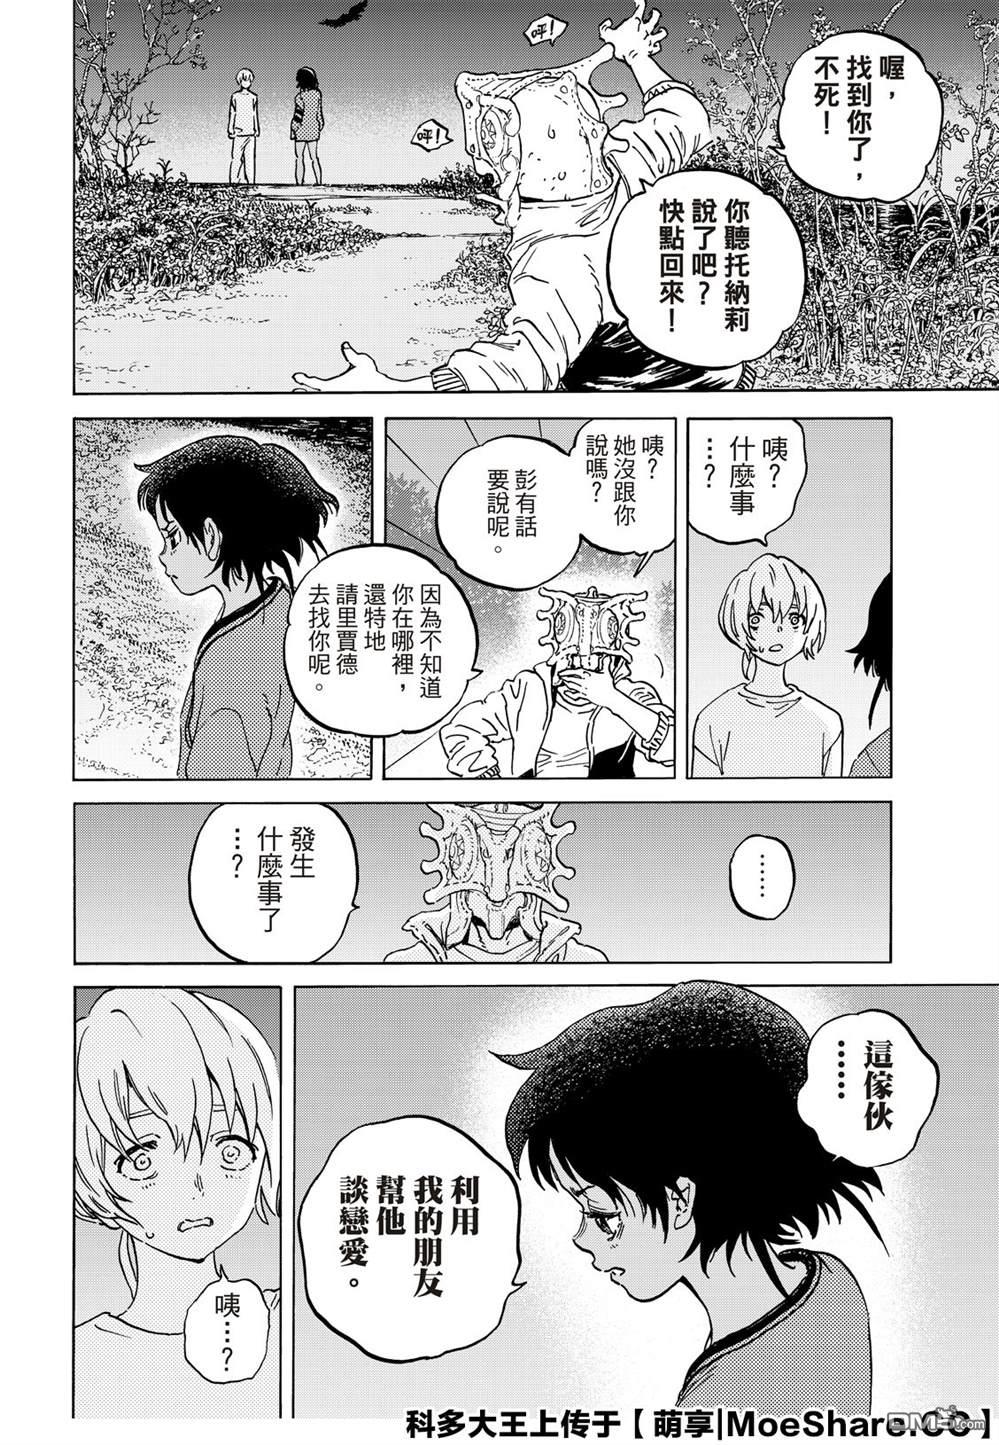 喔，
找到你了，
不死！
呼！
呼！
你聽托納莉
說了吧？
快點回來！
咦？
什麼事
…？
咦？
她沒跟你
說嗎？
彭有話
要說呢。
因為不知道
你在哪裡，
還特地
請里賈德
去找你呢。
……
發生
什麼事了
…？
這傢伙
……
利用
我的朋友
幫他
談戀愛。
咦…？
科多大王上传于【萌享|MoeShare.CC】